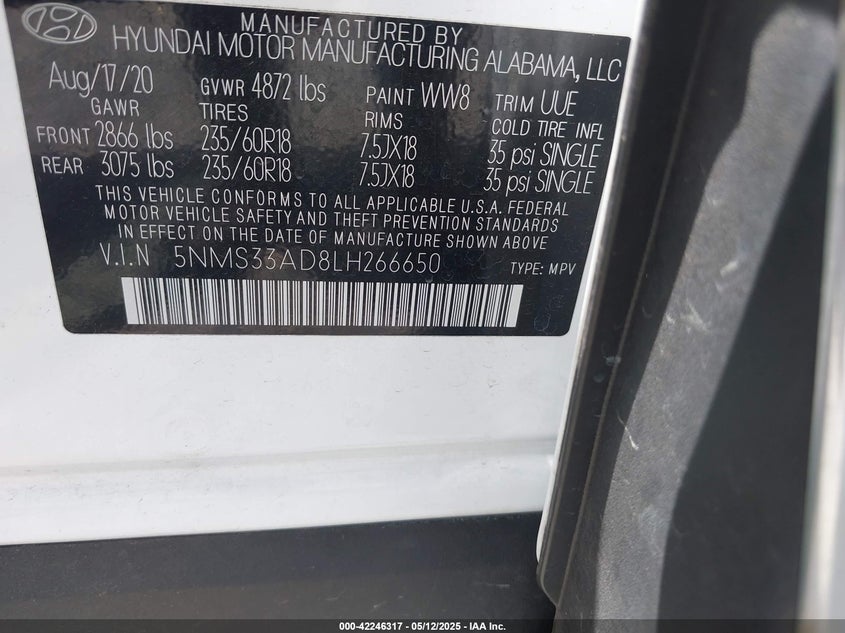 MANUFACTURED BY
HYUNDAI MOTOR MANUFACTURING ALABAMA, LLC
Aug/17/20 GVWR 4872 lbs PAINT WW8 TRIM UUE
GAWR TIRES RIMS COLD TIRE INFL
FRONT 2866 lbs 235/60R18 7.5JX18 35 psi SINGLE
REAR 3075 lbs 235/60R18 7.5JX18 35 psi SINGLE
THIS VEHICLE CONFORMS TO ALL APPLICABLE U.S.A. FEDERAL
MOTOR VEHICLE SAFETY AND THEFT PREVENTION STANDARDS
IN EFFECT ON THE DATE OF MANUFACTURE SHOWN ABOVE.
V.I.N 5NMS33AD8LH266650 TYPE: MPV
000-42246317 - 05/12/2025 - IAA Inc.